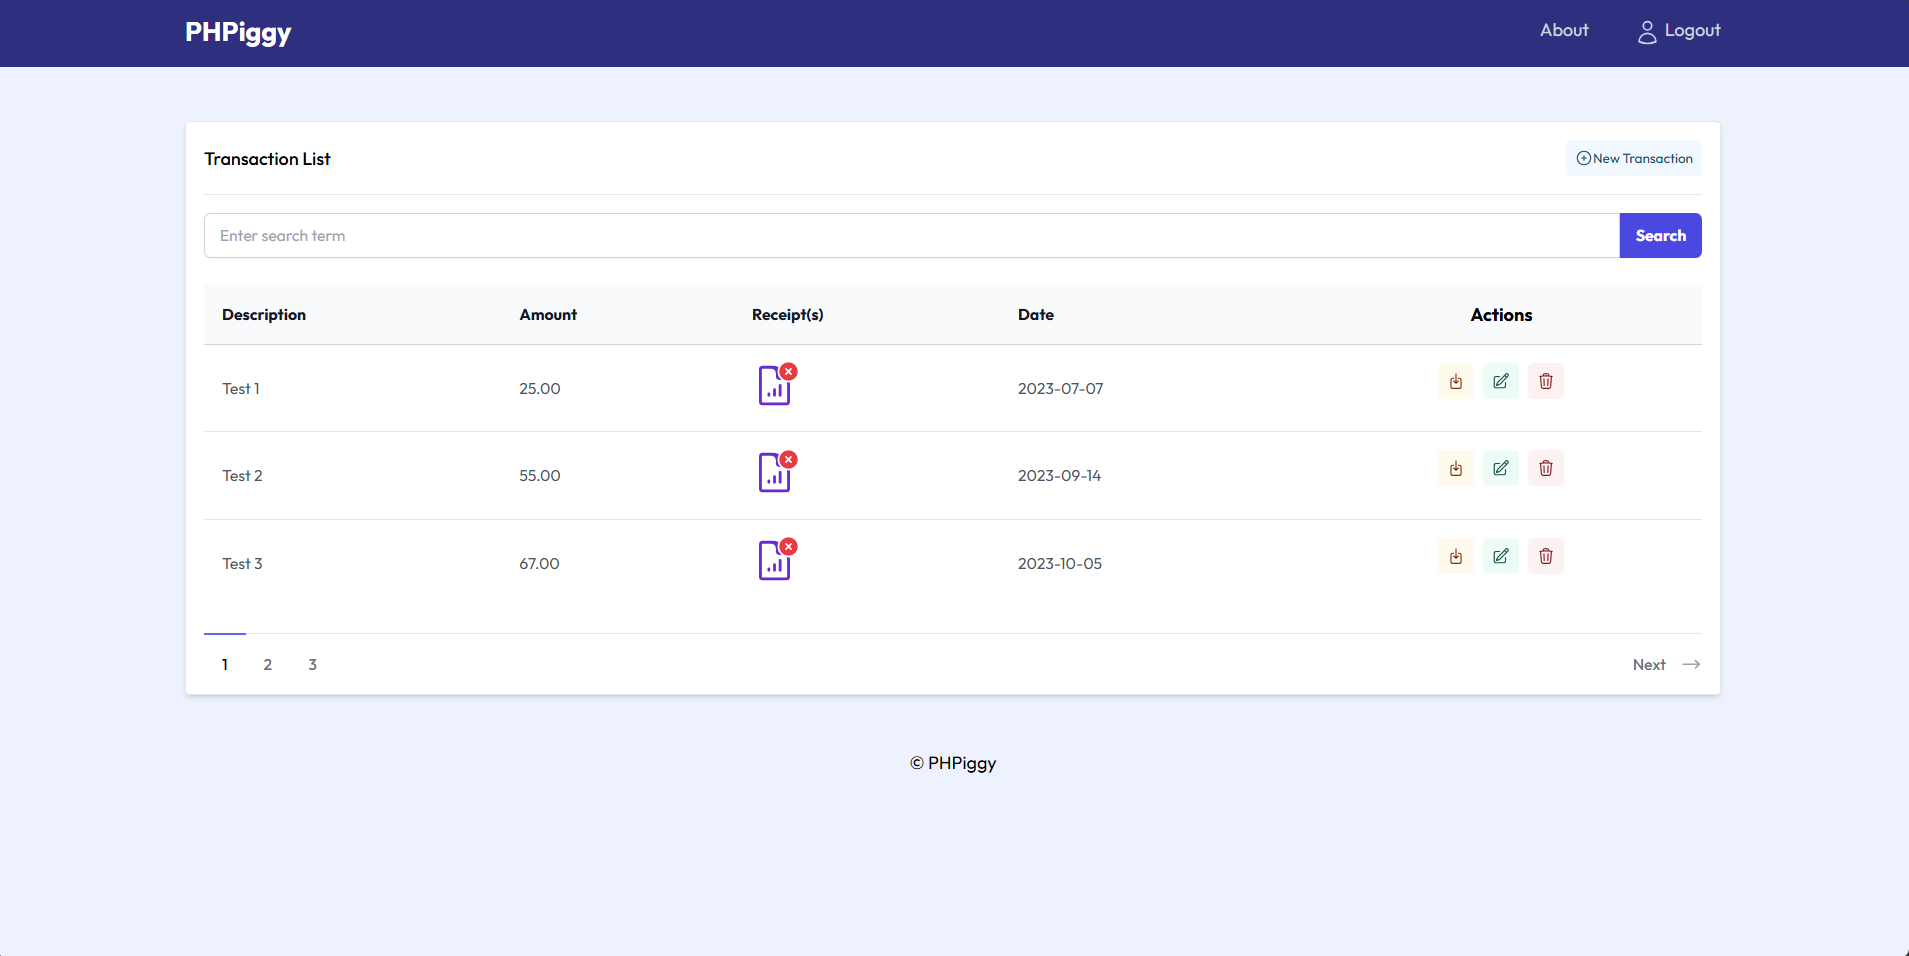 PHPiggy
About
Logout
Transaction List
New Transaction
Enter search term
Search
Description Amount Receipt(s) Date Actions
Test 1 25.00 2023-07-07
Test 2 55.00 2023-09-14
Test 3 67.00 2023-10-05
1 2 3 Next
© PHPiggy